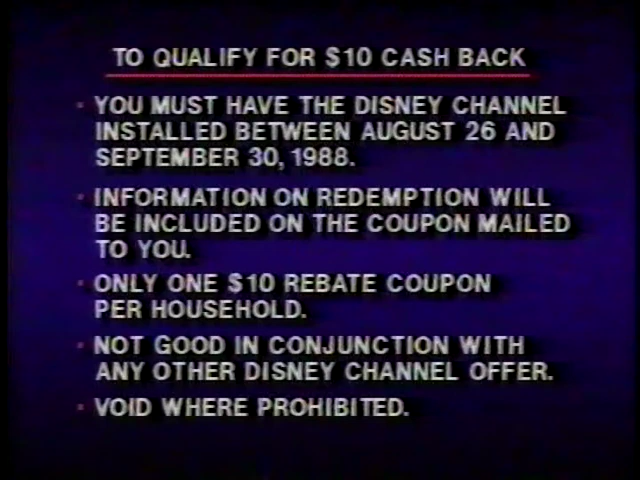 TO QUALIFY FOR $10 CASH BACK
• YOU MUST HAVE THE DISNEY CHANNEL
INSTALLED BETWEEN AUGUST 26 AND
SEPTEMBER 30, 1988.
• INFORMATION ON REDEMPTION WILL
BE INCLUDED ON THE COUPON MAILED
TO YOU.
• ONLY ONE $10 REBATE COUPON
PER HOUSEHOLD.
• NOT GOOD IN CONJUNCTION WITH
ANY OTHER DISNEY CHANNEL OFFER.
• VOID WHERE PROHIBITED.